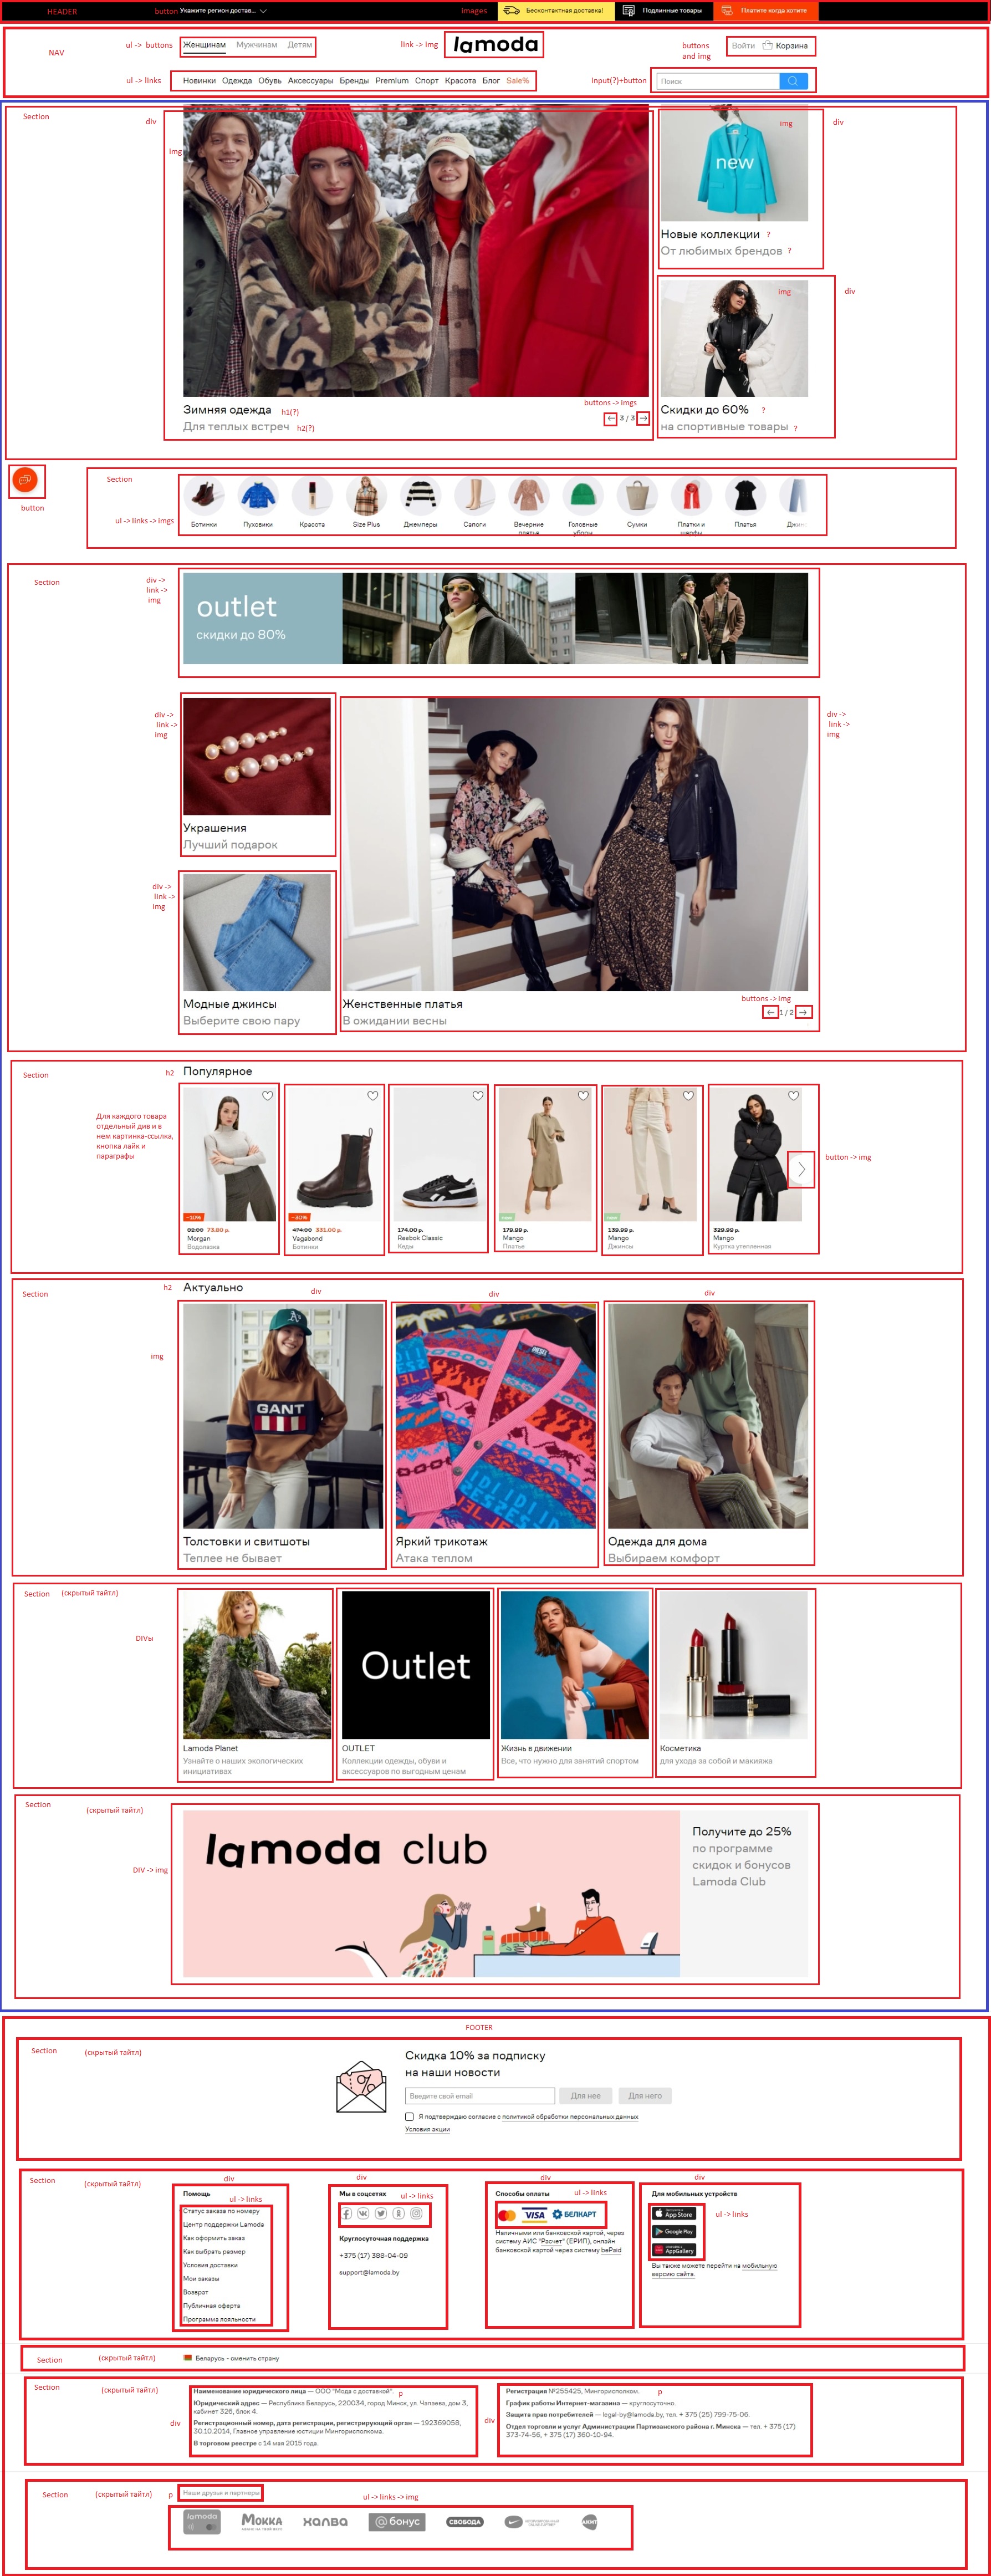 HEADER
button Укажите регион достав...
Images
Бесконтактная доставка!
Подлинные товары
Платите когда хотите
NAV
ul -> buttons
Женщинам Мужчинам Детям
link -> img
lamoda
buttons
and img
Войти Корзина
ul -> links
Новинки Одежда Обувь Аксессуары Бренды Premium Спорт Красота Блог Sale%
input(?)+button
Поиск
Section
div
img
img
div
new
Новые коллекции ?
От любимых брендов ?
img
div
buttons -> imgs
Зимняя одежда h1(?)
3 / 3
Для теплых встреч h2(?)
Скидки до 60% ?
на спортивные товары ?
button
Section
ul -> links -> imgs
Ботинки Пуховики Красота Size Plus Джемперы Сапоги Вечерние платья Головные уборы Сумки Платки и шарфы Платья
Section
div ->
link ->
img
outlet
скидки до 80%
div ->
link ->
img
div ->
link ->
img
Украшения
Лучший подарок
div ->
link ->
img
Модные джинсы
Выберите свою пару
Женственные платья
В ожидании весны
buttons -> img
1 / 2
Section
h2
Популярное
Для каждого товара
отдельный див и в
нем картинка-ссылка,
кнопка лайк и
параграфы
button -> img
−10%
−30%
new
new
92.00 73.80 р.
Morgan
Водолазка
474.00 331.00 р.
Vagabond
Ботинки
174.00 р.
Reebok Classic
Кеды
179.99 р.
Mango
Платье
139.99 р.
Mango
Джинсы
329.99 р.
Mango
Куртка утепленная
Section
h2
Актуально
div
div
div
img
GANT
Толстовки и свитшоты
Теплее не бывает
Яркий трикотаж
Атака теплом
Одежда для дома
Выбираем комфорт
Section
(скрытый тайтл)
DIVы
Outlet
Lamoda Planet
Узнайте о наших экологических
инициативах
OUTLET
Коллекции одежды, обуви и
аксессуаров по выгодным ценам
Жизнь в движении
Все, что нужно для занятий спортом
Косметика
для ухода за собой и макияжа
Section
(скрытый тайтл)
DIV -> img
lamoda club
Получите до 25%
по программе
скидок и бонусов
Lamoda Club
FOOTER
Section
(скрытый тайтл)
Скидка 10% за подписку
на наши новости
Введите свой email
Для нее
Для него
Я подтверждаю согласие с политикой обработки персональных данных
Условия акции
Section
(скрытый тайтл)
div
div
div
div
Помощь
ul -> links
Статус заказа по номеру
Центр поддержки Lamoda
Как оформить заказ
Как выбрать размер
Условия доставки
Мои заказы
Возврат
Публичная оферта
Программа лояльности
Мы в соцсетях
ul -> links
Круглосуточная поддержка
+375 (17) 388-04-09
support@lamoda.by
Способы оплаты
ul -> links
VISA БЕЛКАРТ
Наличными или банковской картой, через
систему АИС "Расчет" (ЕРИП), онлайн
банковской картой через систему bePaid
Для мобильных устройств
ul -> links
App Store
Google Play
AppGallery
Вы также можете перейти на мобильную
версию сайта.
Section
(скрытый тайтл)
Беларусь - сменить страну
Section
(скрытый тайтл)
div
Наименование юридического лица — ООО "Мода с доставкой". p
Юридический адрес — Республика Беларусь, 220034, город Минск, ул. Чапаева, дом 3,
кабинет 326, блок 4.
Регистрационный номер, дата регистрации, регистрирующий орган — 192369058,
30.10.2014, Главное управление юстиции Мингорисполкома.
В торговом реестре с 14 мая 2015 года.
div
Регистрация №255425, Мингорисполком. p
График работы Интернет-магазина — круглосуточно.
Защита прав потребителей — legal-by@lamoda.by, тел. + 375 (25) 799-75-06.
Отдел торговли и услуг Администрации Партизанского района г. Минска — тел. + 375 (17)
373-74-56, + 375 (17) 360-10-94.
Section
(скрытый тайтл)
p
Наши друзья и партнеры
ul -> links -> img
lamoda
Мокка
халва
@ бонус
СВОБОДА
АКИТ